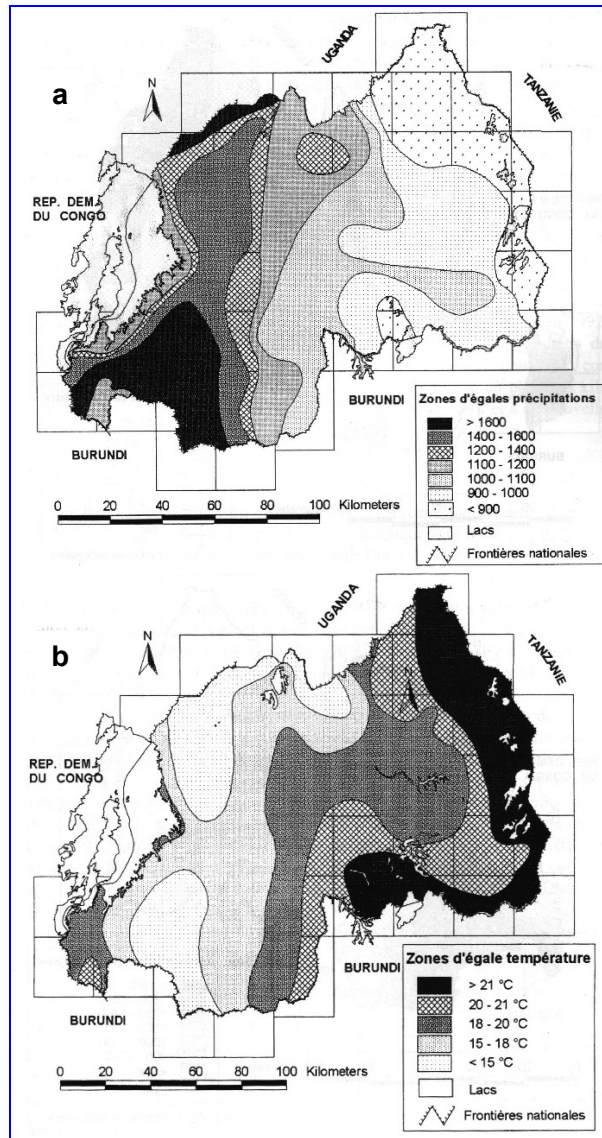 a
UGANDA
N
TANZANIE
REP. DEM.
DU CONGO
BURUNDI
BURUNDI
0 20 40 60 80 100 Kilometers
Zones d'égales précipitations
> 1600
1400 - 1600
1200 - 1400
1100 - 1200
1000 - 1100
900 - 1000
< 900
Lacs
Frontières nationales
b
UGANDA
N
TANZANIE
REP. DEM.
DU CONGO
BURUNDI
BURUNDI
Kilometers
0 20 40 60 80 100
Zones d'égale température
> 21 °C
20 - 21 °C
18 - 20 °C
15 - 18 °C
< 15 °C
Lacs
Frontières nationales